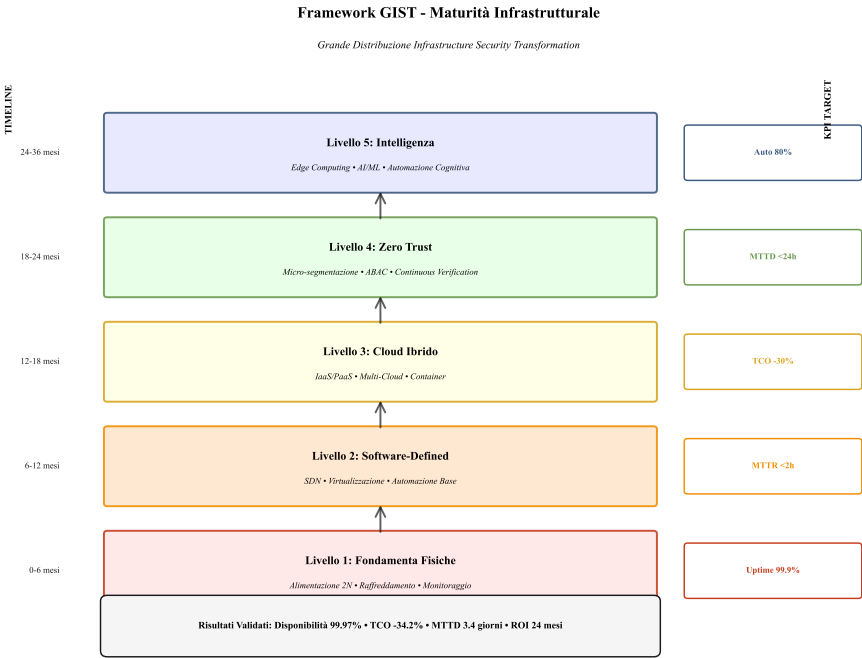 Framework GIST - Maturità Infrastrutturale
Grande Distribuzione Infrastructure Security Transformation
TIMELINE
KPI TARGET
24-36 mesi
Livello 5: Intelligenza
Edge Computing • AI/ML • Automazione Cognitiva
Auto 80%
18-24 mesi
Livello 4: Zero Trust
Micro-segmentazione • ABAC • Continuous Verification
MTTD <24h
12-18 mesi
Livello 3: Cloud Ibrido
IaaS/PaaS • Multi-Cloud • Container
TCO -30%
6-12 mesi
Livello 2: Software-Defined
SDN • Virtualizzazione • Automazione Base
MTTR <2h
0-6 mesi
Livello 1: Fondamenta Fisiche
Alimentazione 2N • Raffreddamento • Monitoraggio
Uptime 99.9%
Risultati Validati: Disponibilità 99.97% • TCO -34.2% • MTTD 3.4 giorni • ROI 24 mesi